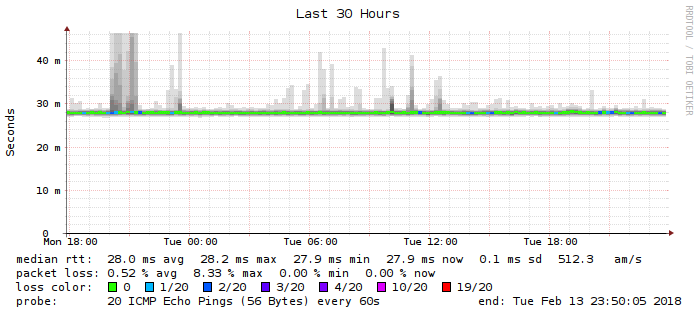 Last 30 Hours
RRDTOOL / TOBI OETIKER
Seconds
40 m
30 m
20 m
10 m
0
Mon 18:00 Tue 00:00 Tue 06:00 Tue 12:00 Tue 18:00
median rtt: 28.0 ms avg 28.2 ms max 27.9 ms min 27.9 ms now 0.1 ms sd 512.3 am/s
packet loss: 0.52 % avg 8.33 % max 0.00 % min 0.00 % now
loss color: 0 1/20 2/20 3/20 4/20 10/20 19/20
probe: 20 ICMP Echo Pings (56 Bytes) every 60s end: Tue Feb 13 23:50:05 2018